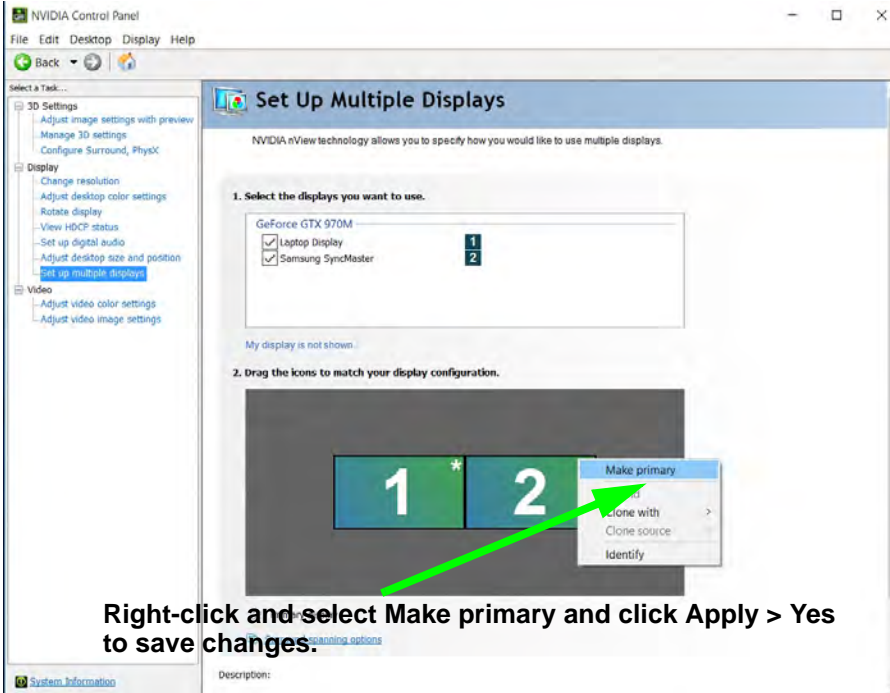 NVIDIA Control Panel
File Edit Desktop Display Help
Back
Select a Task...
3D Settings
Adjust image settings with preview
Manage 3D settings
Configure Surround, PhysX
Display
Change resolution
Adjust desktop color settings
Rotate display
View HDCP status
Set up digital audio
Adjust desktop size and position
Set up multiple displays
Video
Adjust video color settings
Adjust video image settings
System Information
Set Up Multiple Displays
NVIDIA nView technology allows you to specify how you would like to use multiple displays.
1. Select the displays you want to use.
GeForce GTX 970M
Laptop Display 1
Samsung SyncMaster 2
My display is not shown.
2. Drag the icons to match your display configuration.
1 * 2
Make primary
Clone with >
Clone source
Identify
Right-click and select Make primary and click Apply > Yes
to save changes.
spanning options
Description: